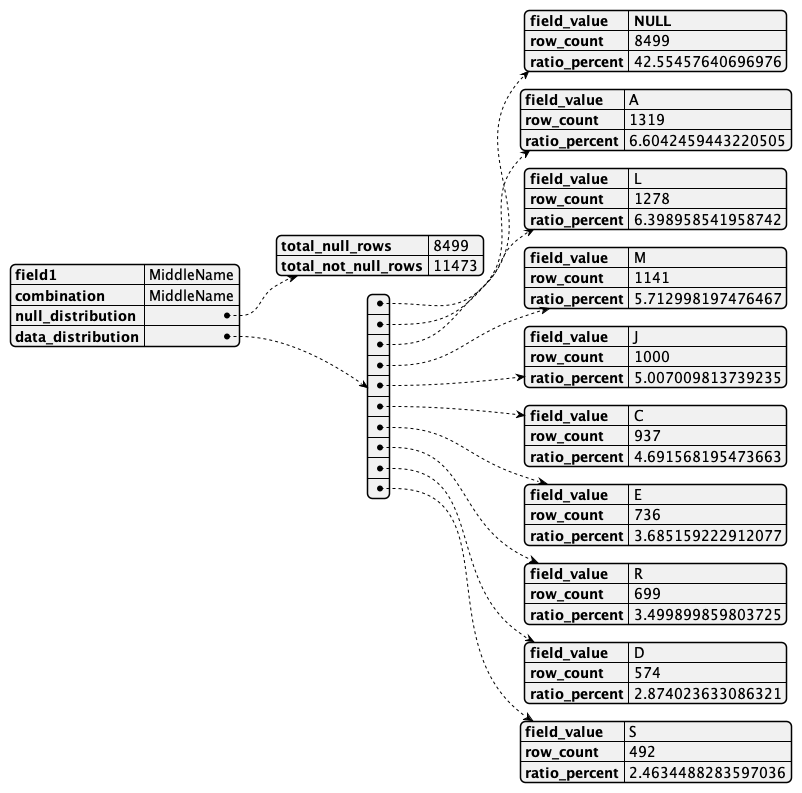 field1 MiddleName
combination MiddleName
null_distribution
data_distribution
total_null_rows 8499
total_not_null_rows 11473
field_value NULL
row_count 8499
ratio_percent 42.55457640696976
field_value A
row_count 1319
ratio_percent 6.6042459443220505
field_value L
row_count 1278
ratio_percent 6.398958541958742
field_value M
row_count 1141
ratio_percent 5.712998197476467
field_value J
row_count 1000
ratio_percent 5.007009813739235
field_value C
row_count 937
ratio_percent 4.691568195473663
field_value E
row_count 736
ratio_percent 3.685159222912077
field_value R
row_count 699
ratio_percent 3.499899859803725
field_value D
row_count 574
ratio_percent 2.874023633086321
field_value S
row_count 492
ratio_percent 2.4634488283597036